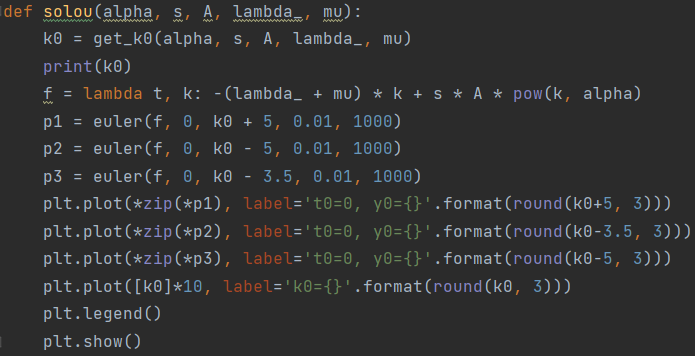 def solou(alpha, s, A, lambda_, mu):
    k0 = get_k0(alpha, s, A, lambda_, mu)
    print(k0)
    f = lambda t, k: -(lambda_ + mu) * k + s * A * pow(k, alpha)
    p1 = euler(f, 0, k0 + 5, 0.01, 1000)
    p2 = euler(f, 0, k0 - 5, 0.01, 1000)
    p3 = euler(f, 0, k0 - 3.5, 0.01, 1000)
    plt.plot(*zip(*p1), label='t0=0, y0={}'.format(round(k0+5, 3)))
    plt.plot(*zip(*p2), label='t0=0, y0={}'.format(round(k0-3.5, 3)))
    plt.plot(*zip(*p3), label='t0=0, y0={}'.format(round(k0-5, 3)))
    plt.plot([k0]*10, label='k0={}'.format(round(k0, 3)))
    plt.legend()
    plt.show()